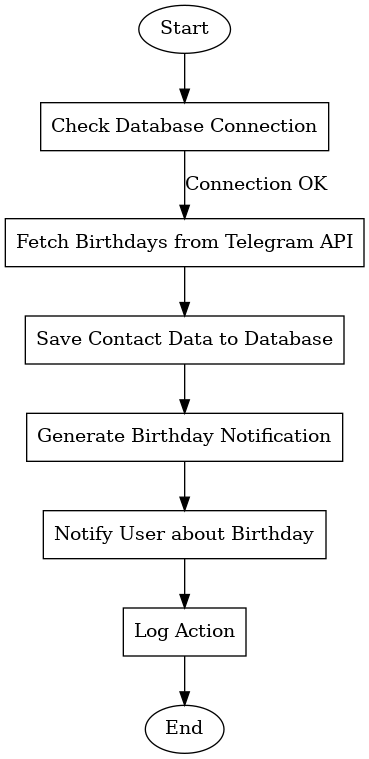 Start
Check Database Connection
Connection OK
Fetch Birthdays from Telegram API
Save Contact Data to Database
Generate Birthday Notification
Notify User about Birthday
Log Action
End